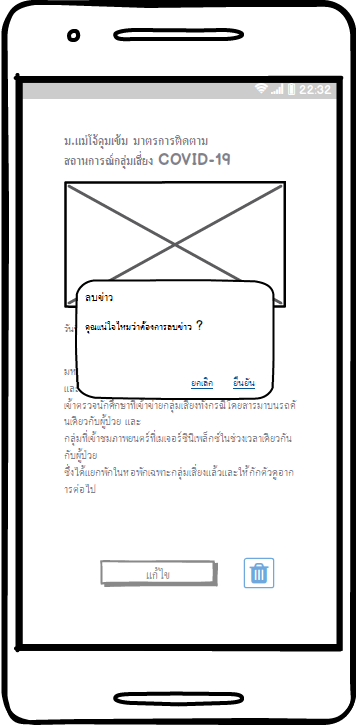 22:32
ม.แม่โจ้คุมเข้ม มาตรการติดตาม
สถานการณ์กลุ่มเสี่ยง COVID-19
ลบข่าว
คุณแน่ใจไหมว่าต้องการลบข่าว ?
ยกเลิก ยืนยัน
และ
เข้าตรวจนักศึกษาที่เข้าข่ายกลุ่มเสี่ยงทั้งกรณีโดยสารมาบนรถคั
นเดียวกับผู้ป่วย และ
กลุ่มที่เข้าชมภาพยนตร์ที่เมเจอร์ซีนีเพล็กซ์ในช่วงเวลาเดียวกัน
กับผู้ป่วย
ซึ่งได้แยกพักในหอพักเฉพาะกลุ่มเสี่ยงแล้วและให้กักตัวดูอาก
ารต่อไป
แก้ไข